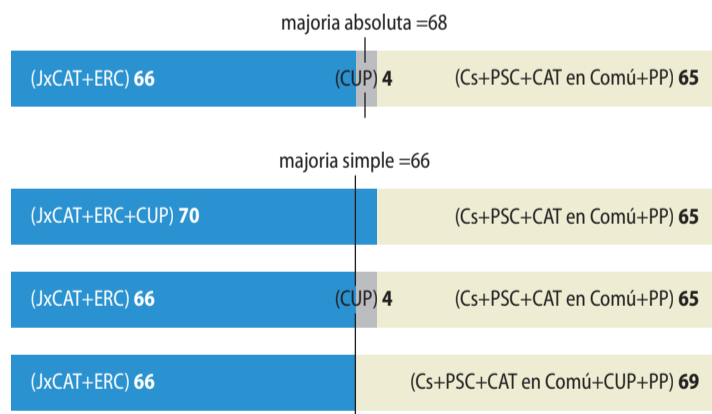 majoria absoluta =68
(JxCAT+ERC) 66 (CUP) 4 (Cs+PSC+CAT en Comú+PP) 65
majoria simple =66
(JxCAT+ERC+CUP) 70 (Cs+PSC+CAT en Comú+PP) 65
(JxCAT+ERC) 66 (CUP) 4 (Cs+PSC+CAT en Comú+PP) 65
(JxCAT+ERC) 66 (Cs+PSC+CAT en Comú+CUP+PP) 69